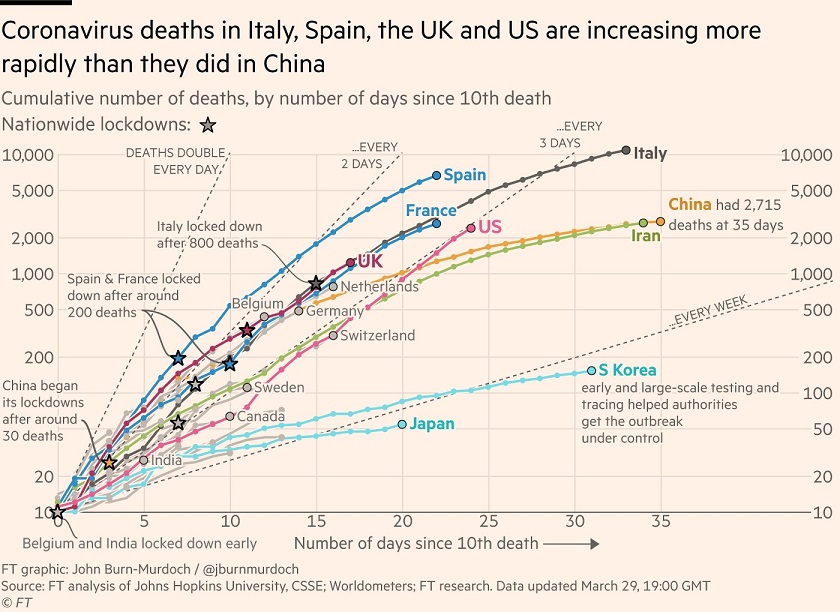 Coronavirus deaths in Italy, Spain, the UK and US are increasing more
rapidly than they did in China
Cumulative number of deaths, by number of days since 10th death
Nationwide lockdowns:
DEATHS DOUBLE
EVERY DAY
...EVERY
2 DAYS
...EVERY
3 DAYS
10,000
Italy
10,000
5,000
Spain
5,000
China had 2,715
deaths at 35 days
France
Italy locked down
after 800 deaths
2,000
US
Iran
2,000
UK
1,000
1,000
Spain & France locked
down after around
200 deaths
Netherlands
Belgium
Germany
...EVERY WEEK
500
500
Switzerland
200
200
China began
its lockdowns
after around
30 deaths
S Korea
early and large-scale testing and
tracing helped authorities
get the outbreak
under control
Sweden
100
100
Canada
Japan
50
50
India
20
20
10
10
5
10
15
20
25
30
35
Belgium and India locked down early
Number of days since 10th death
FT graphic: John Burn-Murdoch / @jburnmurdoch
Source: FT analysis of Johns Hopkins University, CSSE; Worldometers; FT research. Data updated March 29, 19:00 GMT
© FT